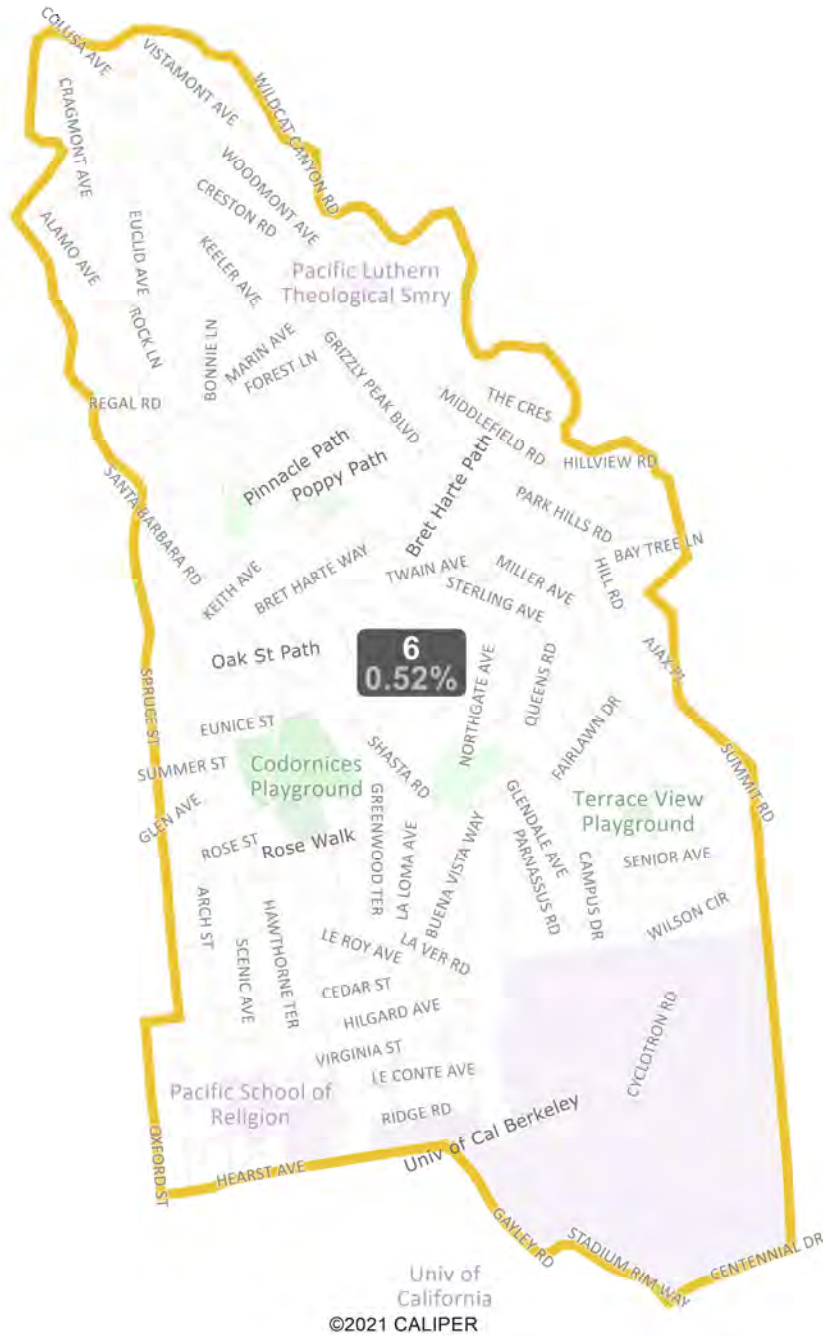 COLUSA AVE
VISTAMONT AVE
WILDCAT CANYON RD
CRAGMONT AVE
WOODMONT AVE
CRESTON RD
ALAMO AVE
EUCLID AVE
KEELER AVE
Pacific Luthern
Theological Smry
ROCK LN
BONNIE LN
MARIN AVE
FOREST LN
GRIZZLY PEAK BLVD
REGAL RD
THE CRES
MIDDLEFIELD RD
HILLVIEW RD
Pinnacle Path
Poppy Path
Bret Harte Path
SANTA BARBARA RD
PARK HILLS RD
BAY TREE LN
KEITH AVE
BRET HARTE WAY
TWAIN AVE
STERLING AVE
MILLER AVE
HILL RD
Oak St Path
6
0.52%
NORTHGATE AVE
QUEENS RD
AJAX PL
SPRUCE ST
EUNICE ST
SUMMER ST
Codornices
Playground
SHASTA RD
FAIRLAWN DR
SUMMIT RD
GLEN AVE
ROSE ST
Rose Walk
GREENWOOD TER
LA LOMA AVE
BUENA VISTA WAY
GLENDALE AVE
PARNASSUS RD
Terrace View
Playground
CAMPUS DR
SENIOR AVE
WILSON CIR
ARCH ST
SCENIC AVE
HAWTHORNE TER
LE ROY AVE
LA VER RD
CEDAR ST
HILGARD AVE
VIRGINIA ST
LE CONTE AVE
CYCLOTRON RD
Pacific School of
Religion
RIDGE RD
Univ of Cal Berkeley
OXFORD ST
HEARST AVE
GAYLEY RD
STADIUM RIM WAY
CENTENNIAL DR
Univ of
California
©2021 CALIPER